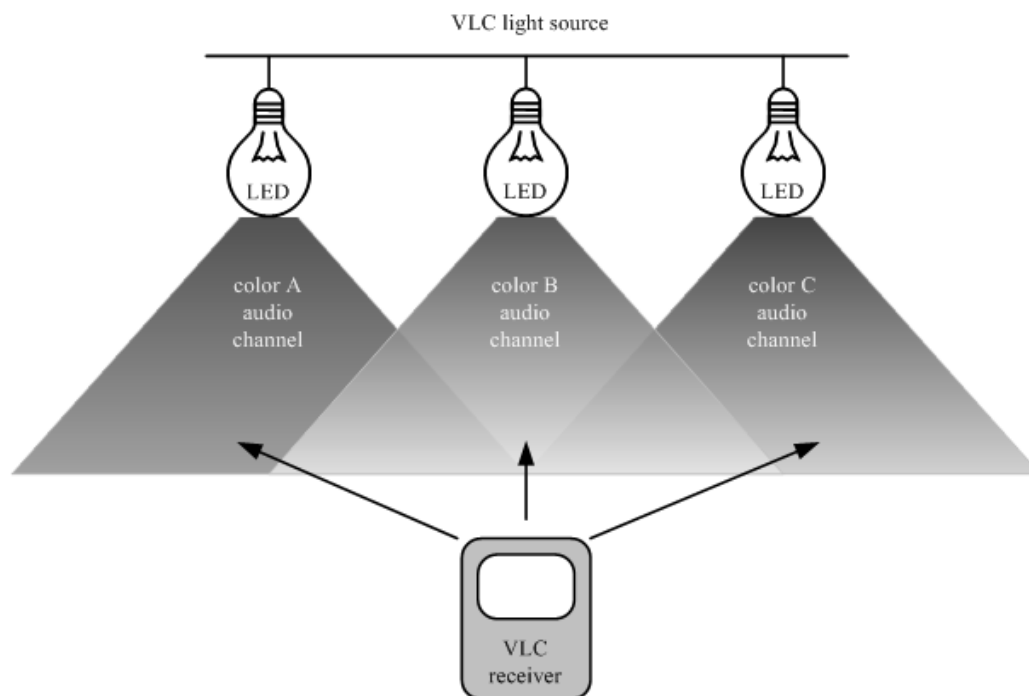 VLC light source
LED
LED
LED
color A
audio
channel
color B
audio
channel
color C
audio
channel
VLC
receiver